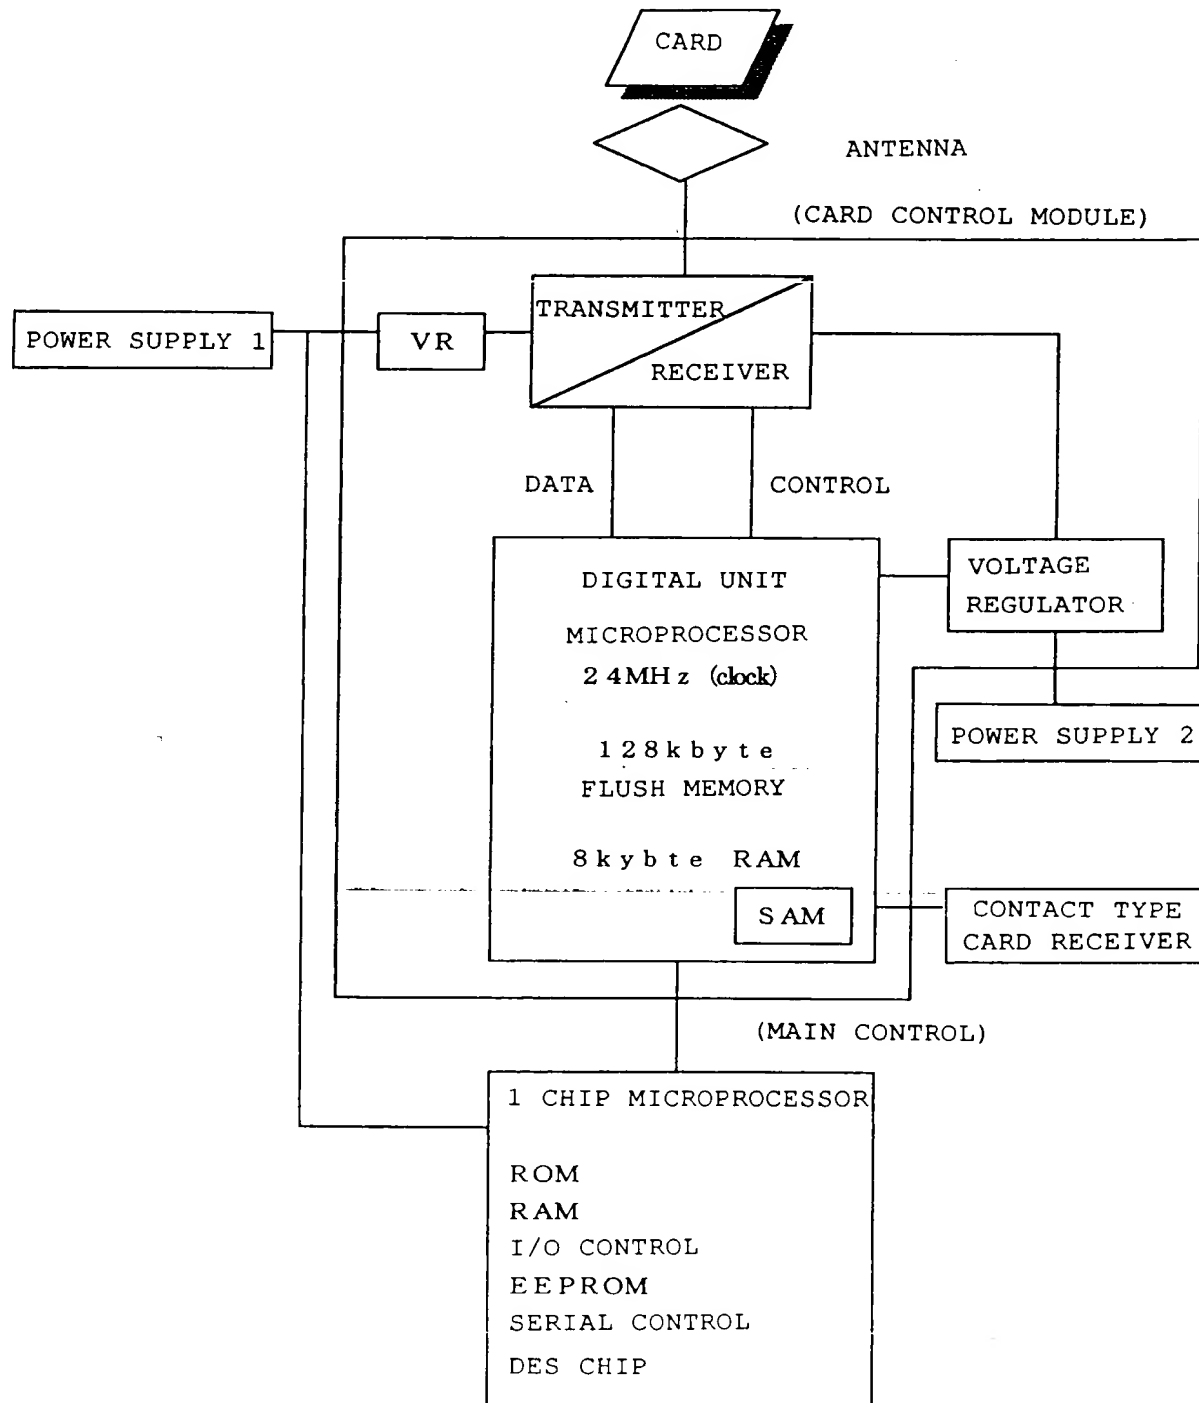 CARD
ANTENNA
(CARD CONTROL MODULE)
TRANSMITTER
POWER SUPPLY 1
VR
RECEIVER
DATA
CONTROL
DIGITAL UNIT
VOLTAGE
REGULATOR
MICROPROCESSOR
24MHz (clock)
POWER SUPPLY 2
128kbyte
FLUSH MEMORY
8kybte RAM
SAM
CONTACT TYPE
CARD RECEIVER
(MAIN CONTROL)
1 CHIP MICROPROCESSOR
ROM
RAM
I/O CONTROL
EEPROM
SERIAL CONTROL
DES CHIP